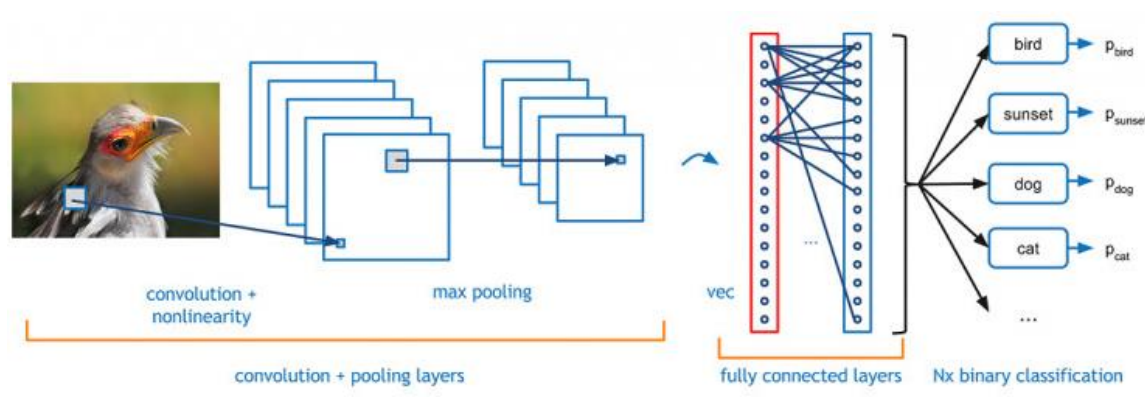 bird
p_bird
sunset
p_sunset
dog
p_dog
cat
p_cat
...
...
convolution +
nonlinearity
max pooling
vec
convolution + pooling layers
fully connected layers
Nx binary classification